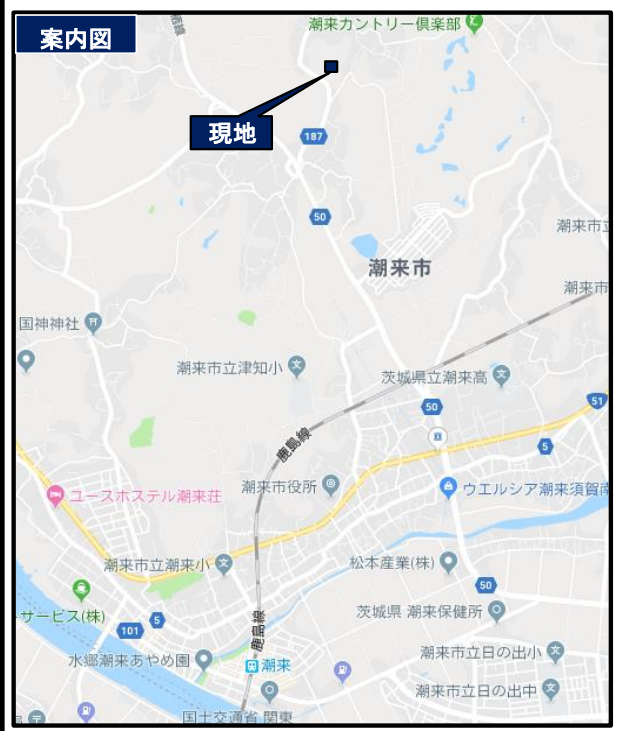 案内図
潮来カントリー倶楽部
現地
187
50
潮来市
潮来市立
潮来市
国神神社
潮来市立津知小
茨城県立潮来高
51
50
鹿島線
5
潮来市役所
ウエルシア潮来須賀南
ユースホステル潮来荘
潮来市立潮来小
松本産業(株)
50
サービス(株)
101
5
鹿島線
茨城県 潮来保健所
水郷潮来あやめ園
潮来
潮来市立日の出小
潮来市立日の出中
国土交通省 関東